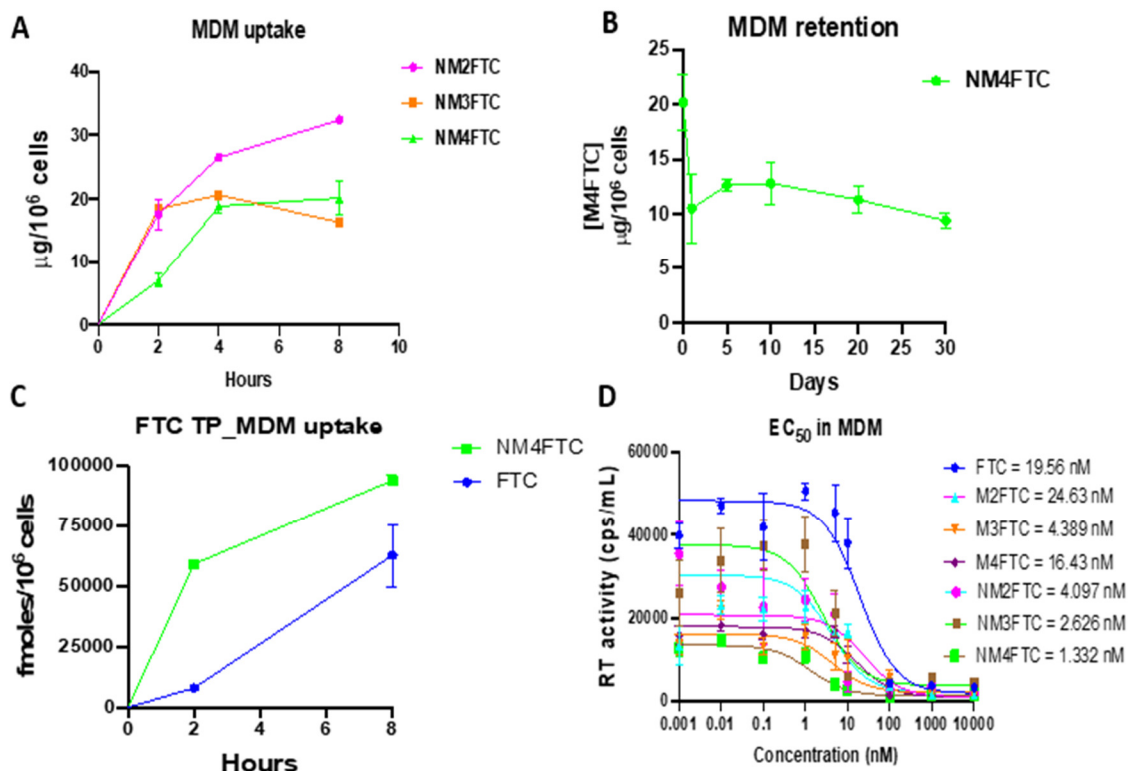 A
MDM uptake
NM2FTC
NM3FTC
NM4FTC
40
30
20
10
0
0 2 4 6 8 10
μg/10⁶ cells
Hours
B
MDM retention
NM4FTC
25
20
15
10
5
0
0 5 10 15 20 25 30
[M4FTC]
μg/10⁶ cells
Days
C
FTC TP_MDM uptake
NM4FTC
FTC
100000
75000
50000
25000
0
0 2 4 6 8
fmoles/10⁶ cells
Hours
D
EC₅₀ in MDM
60000
40000
20000
0
0.001 0.01 0.1 1 10 100 1000 10000
RT activity (cps/mL)
Concentration (nM)
FTC = 19.56 nM
M2FTC = 24.63 nM
M3FTC = 4.389 nM
M4FTC = 16.43 nM
NM2FTC = 4.097 nM
NM3FTC = 2.626 nM
NM4FTC = 1.332 nM